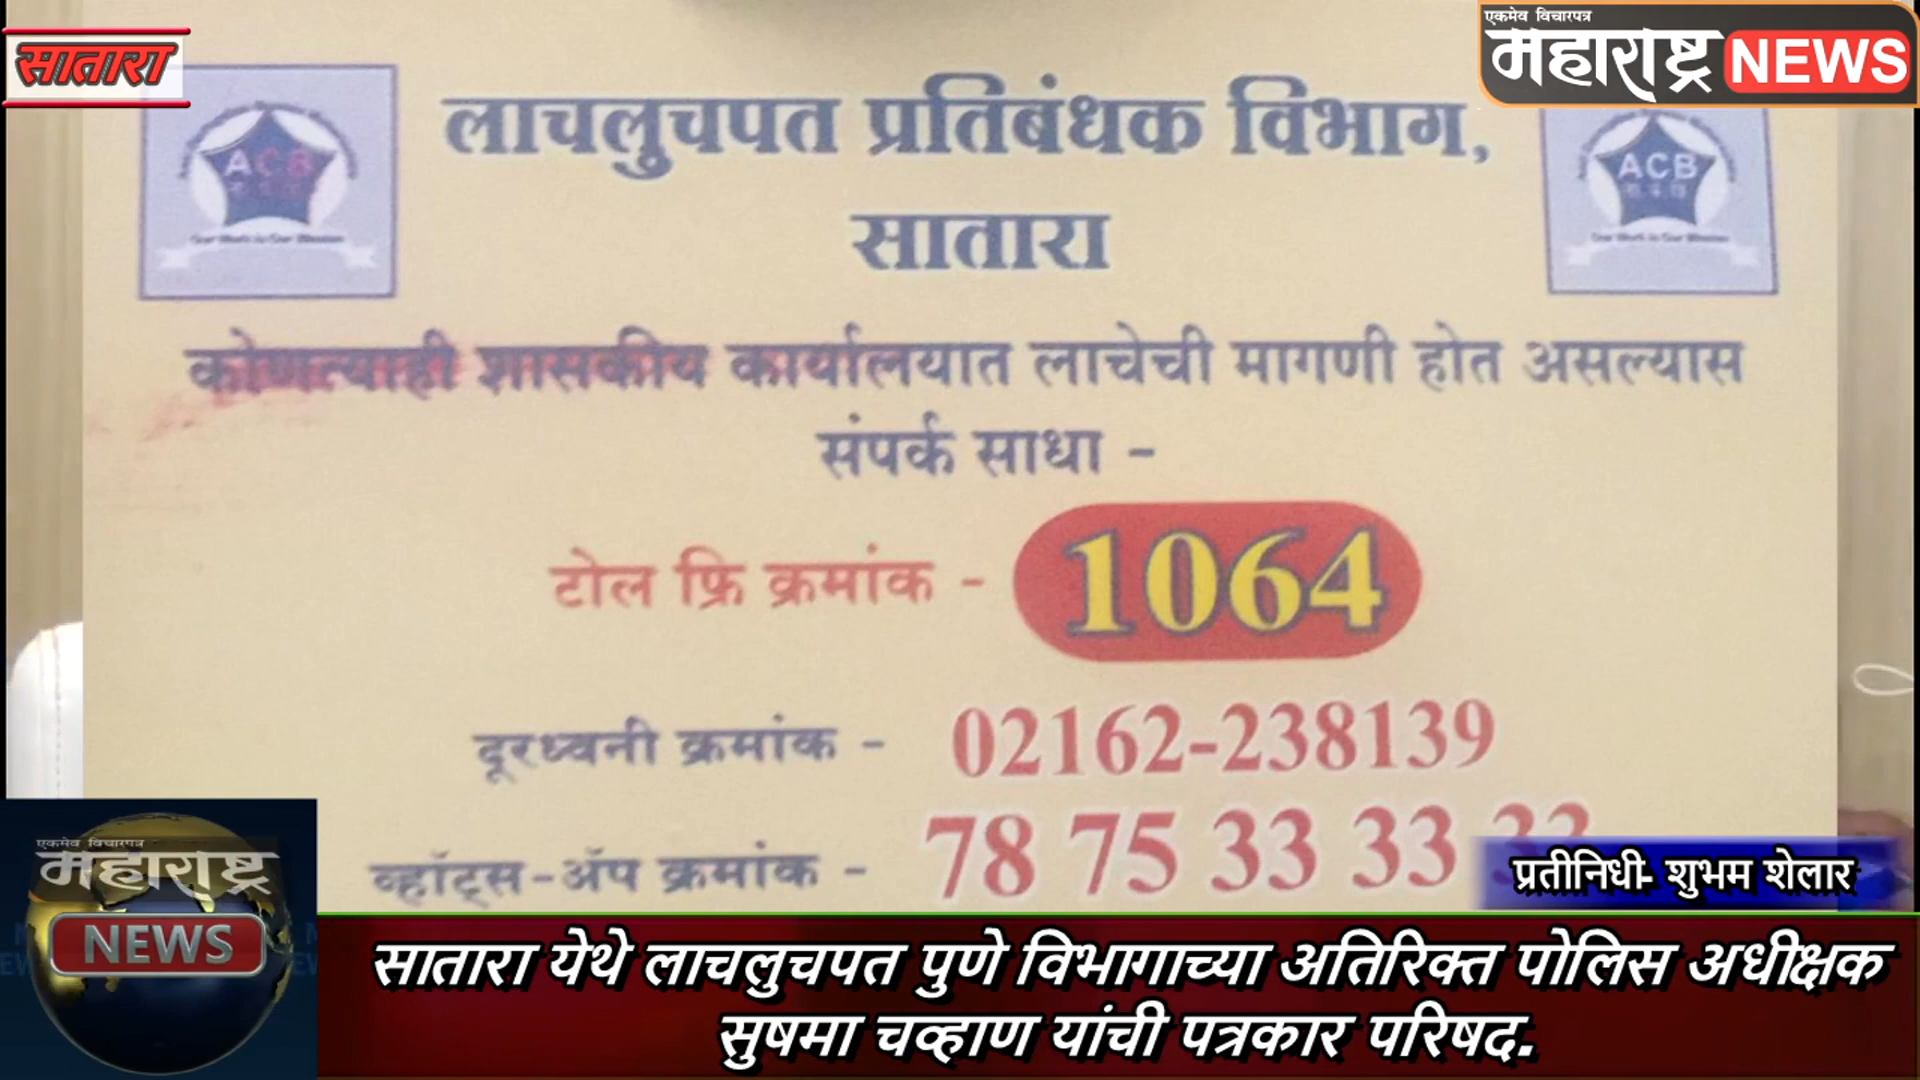 सातारा
एकमेव विचारपत्र
महाराष्ट्र NEWS
लाचलुचपत प्रतिबंधक विभाग,
सातारा
ACB
ACB
कोणत्याही शासकीय कार्यालयात लाचेची मागणी होत असल्यास
संपर्क साधा -
टोल फ्रि क्रमांक - 1064
दूरध्वनी क्रमांक - 02162-238139
व्हॉट्स-ॲप क्रमांक - 78 75 33 33 33
प्रतीनिधी- शुभम शेलार
एकमेव विचारपत्र
महाराष्ट्र
NEWS
सातारा येथे लाचलुचपत पुणे विभागाच्या अतिरिक्त पोलिस अधीक्षक
सुषमा चव्हाण यांची पत्रकार परिषद.